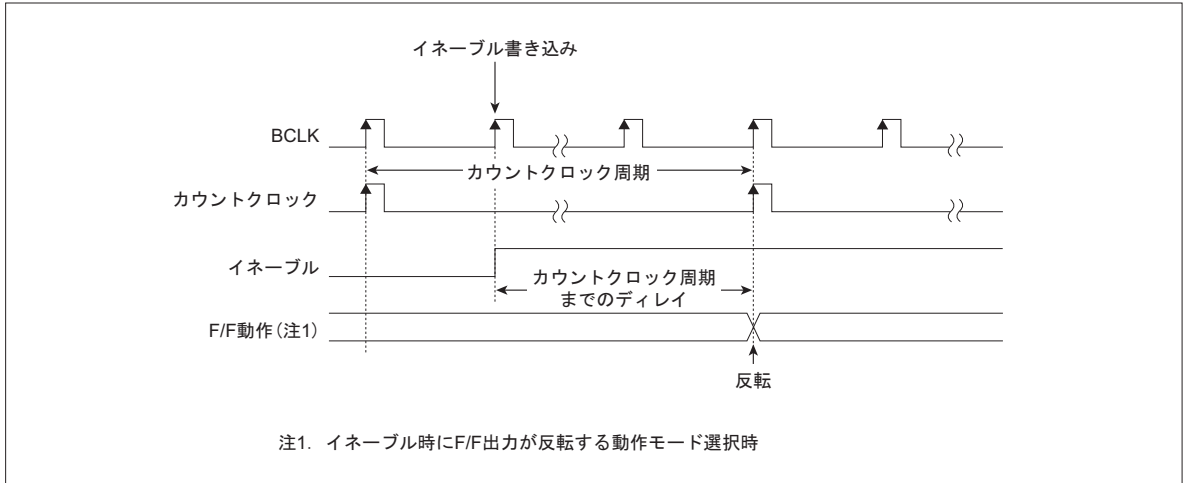 イネーブル書き込み
BCLK
カウントクロック周期
カウントクロック
イネーブル
カウントクロック周期
までのディレイ
F/F動作(注1)
反転
注1. イネーブル時にF/F出力が反転する動作モード選択時